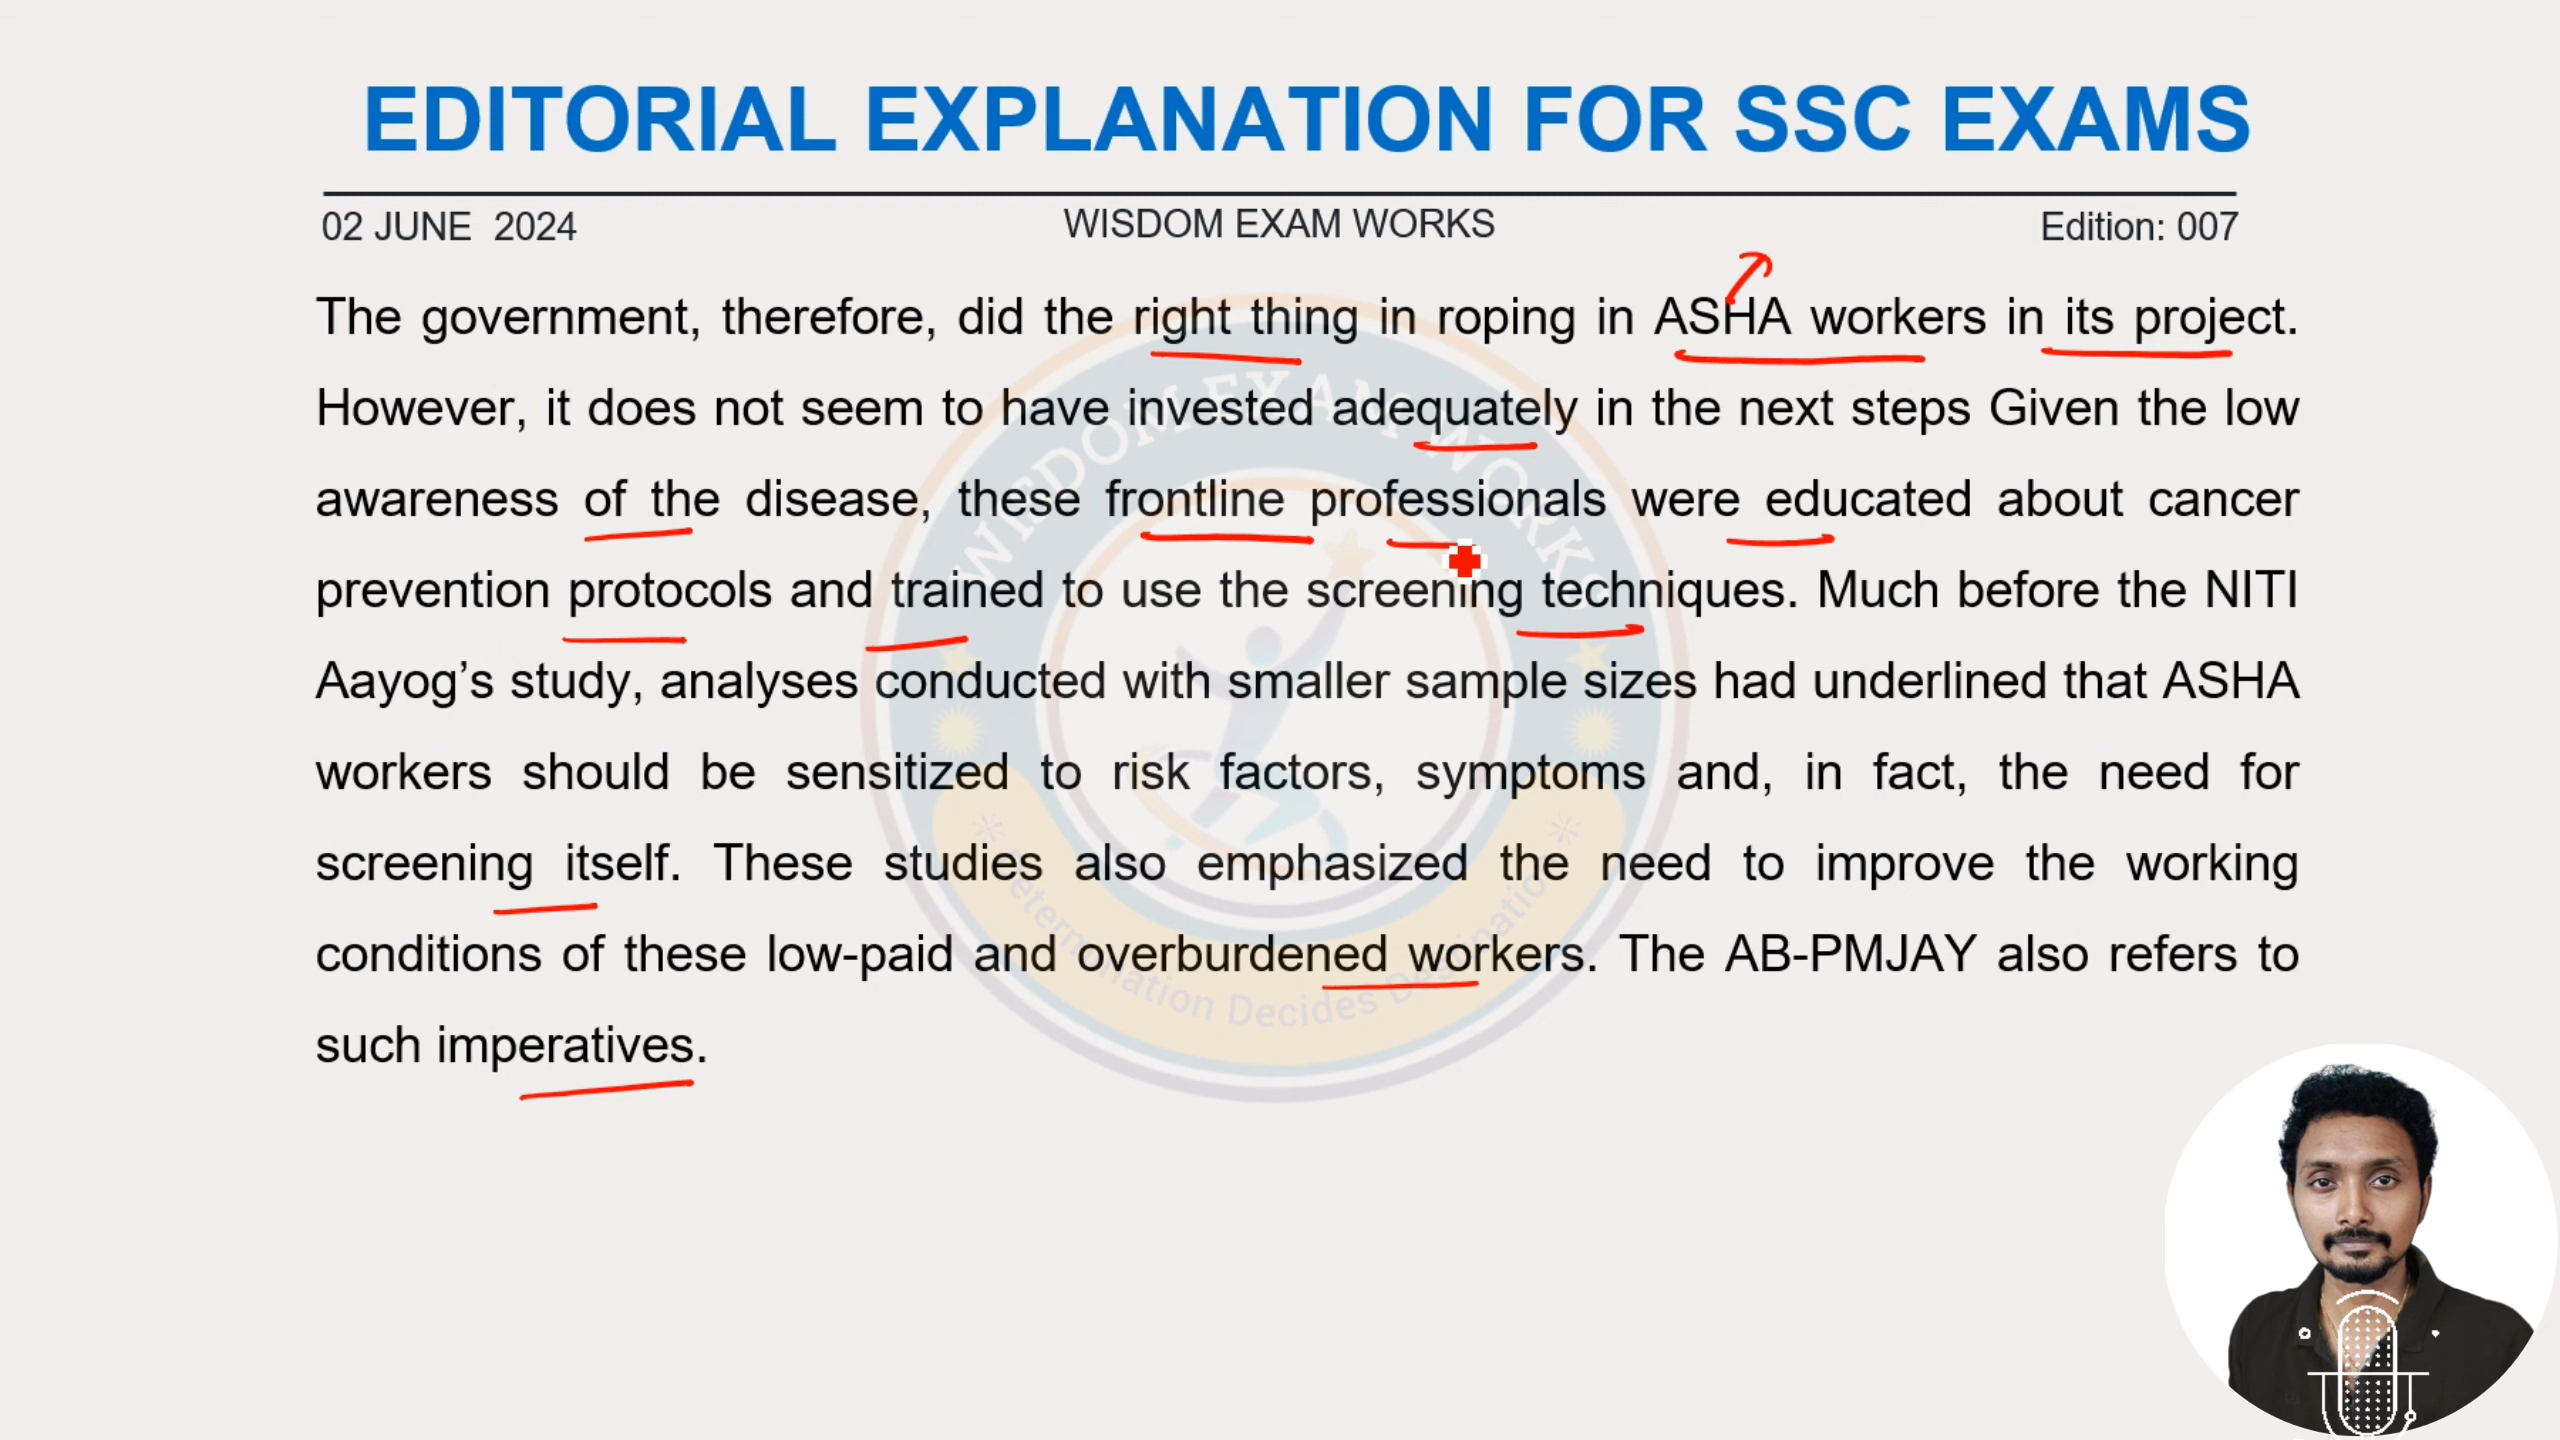 EDITORIAL EXPLANATION FOR SSC EXAMS
02 JUNE 2024 WISDOM EXAM WORKS Edition: 007
The government, therefore, did the right thing in roping in ASHA workers in its project.
However, it does not seem to have invested adequately in the next steps Given the low
awareness of the disease, these frontline professionals were educated about cancer
prevention protocols and trained to use the screening techniques. Much before the NITI
Aayog’s study, analyses conducted with smaller sample sizes had underlined that ASHA
workers should be sensitized to risk factors, symptoms and, in fact, the need for
screening itself. These studies also emphasized the need to improve the working
conditions of these low-paid and overburdened workers. The AB-PMJAY also refers to
such imperatives.
WISDOM EXAM WORKS
Determination Decides Destination